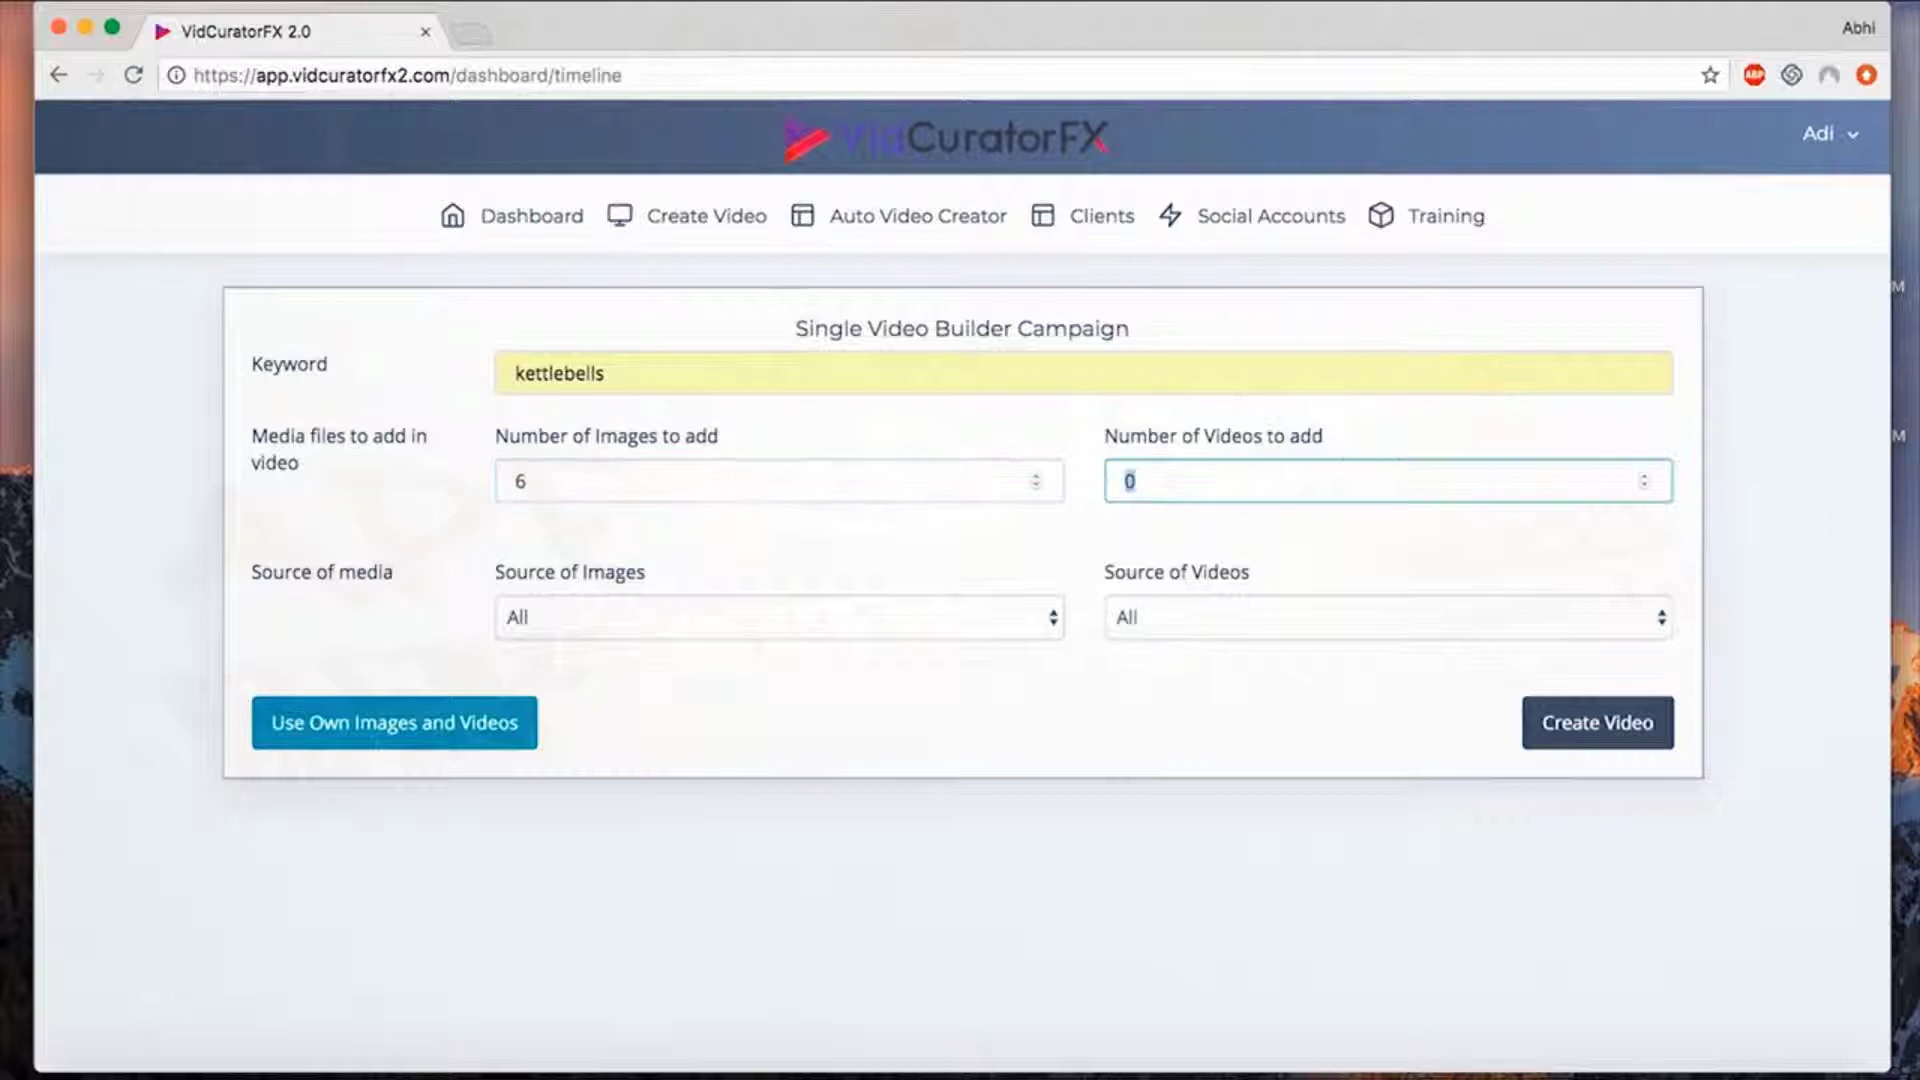 VidCuratorFX 2.0
Abhi
https://app.vidcuratorfx2.com/dashboard/timeline
ABP
VidCuratorFX
Adi
Dashboard Create Video Auto Video Creator Clients Social Accounts Training
Single Video Builder Campaign
Keyword
kettlebells
Media files to add in
video
Number of Images to add
Number of Videos to add
6
0
Source of media
Source of Images
Source of Videos
All
All
Use Own Images and Videos
Create Video
M
M